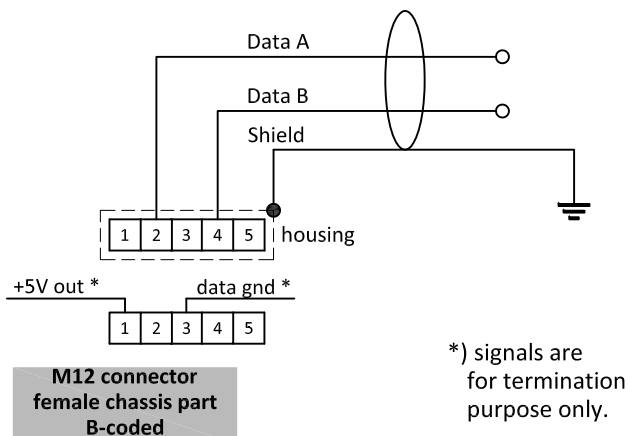 Data A
Data B
Shield
1 2 3 4 5
housing
+5V out *
data gnd *
1 2 3 4 5
M12 connector
female chassis part
B-coded
*) signals are
for termination
purpose only.